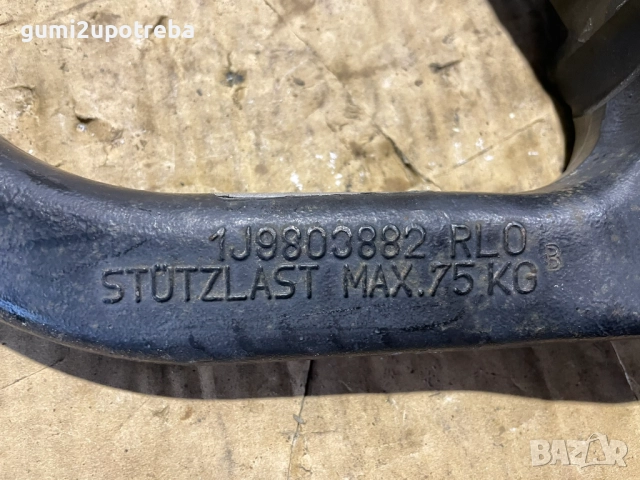 gumi2upotreba
1J9803882 RLO
STÜTZLAST MAX.75 KG
B
BAZAR